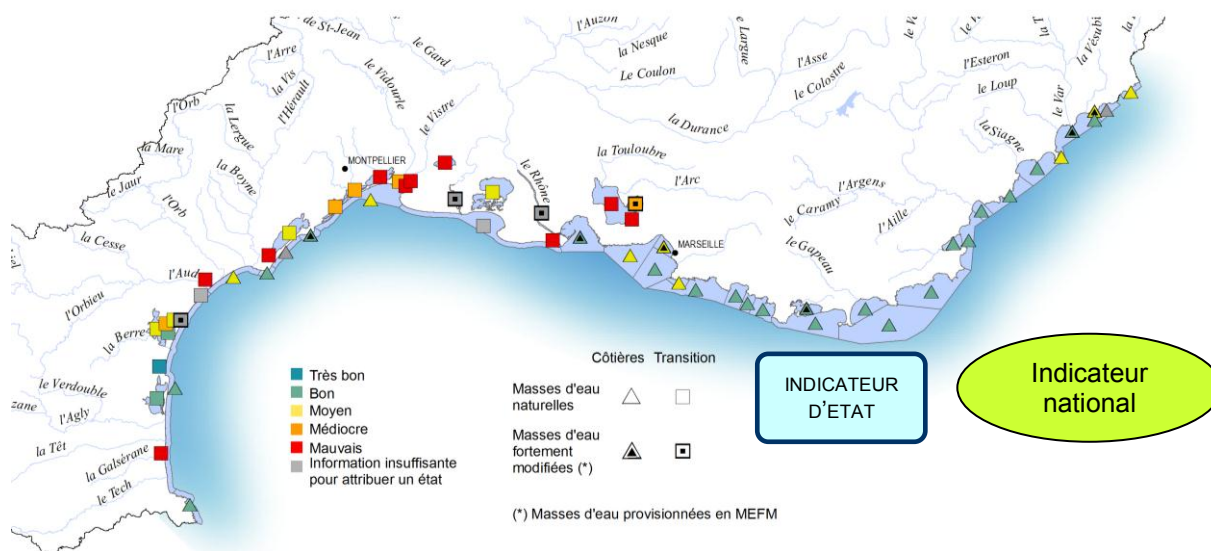 de St-Jean
le Gard
l'Auzon
la Nesque
le Largue
l'Arre
la Vis
le Vidourle
Le Coulon
l'Asse
le Colostre
l'Esteron
la Vésubie
l'Orb
la Lergue
l'Hérault
le Vistre
la Durance
le Loup
le Var
la Mare
MONTPELLIER
la Siagne
le Jaur
la Boyne
le Rhône
la Touloubre
l'Arc
l'Argens
l'Orb
le Caramy
l'Aille
la Cesse
MARSEILLE
le Gapeau
l'Aud
l'Orbieu
la Berre
le Verdouble
l'Agly
la Têt
la Galsérane
le Tech
Très bon
Bon
Moyen
Médiocre
Mauvais
Information insuffisante
pour attribuer un état
Côtières Transition
Masses d'eau
naturelles
Masses d'eau
fortement
modifiées (*)
(*) Masses d'eau provisionnées en MEFM
INDICATEUR
D'ETAT
Indicateur
national